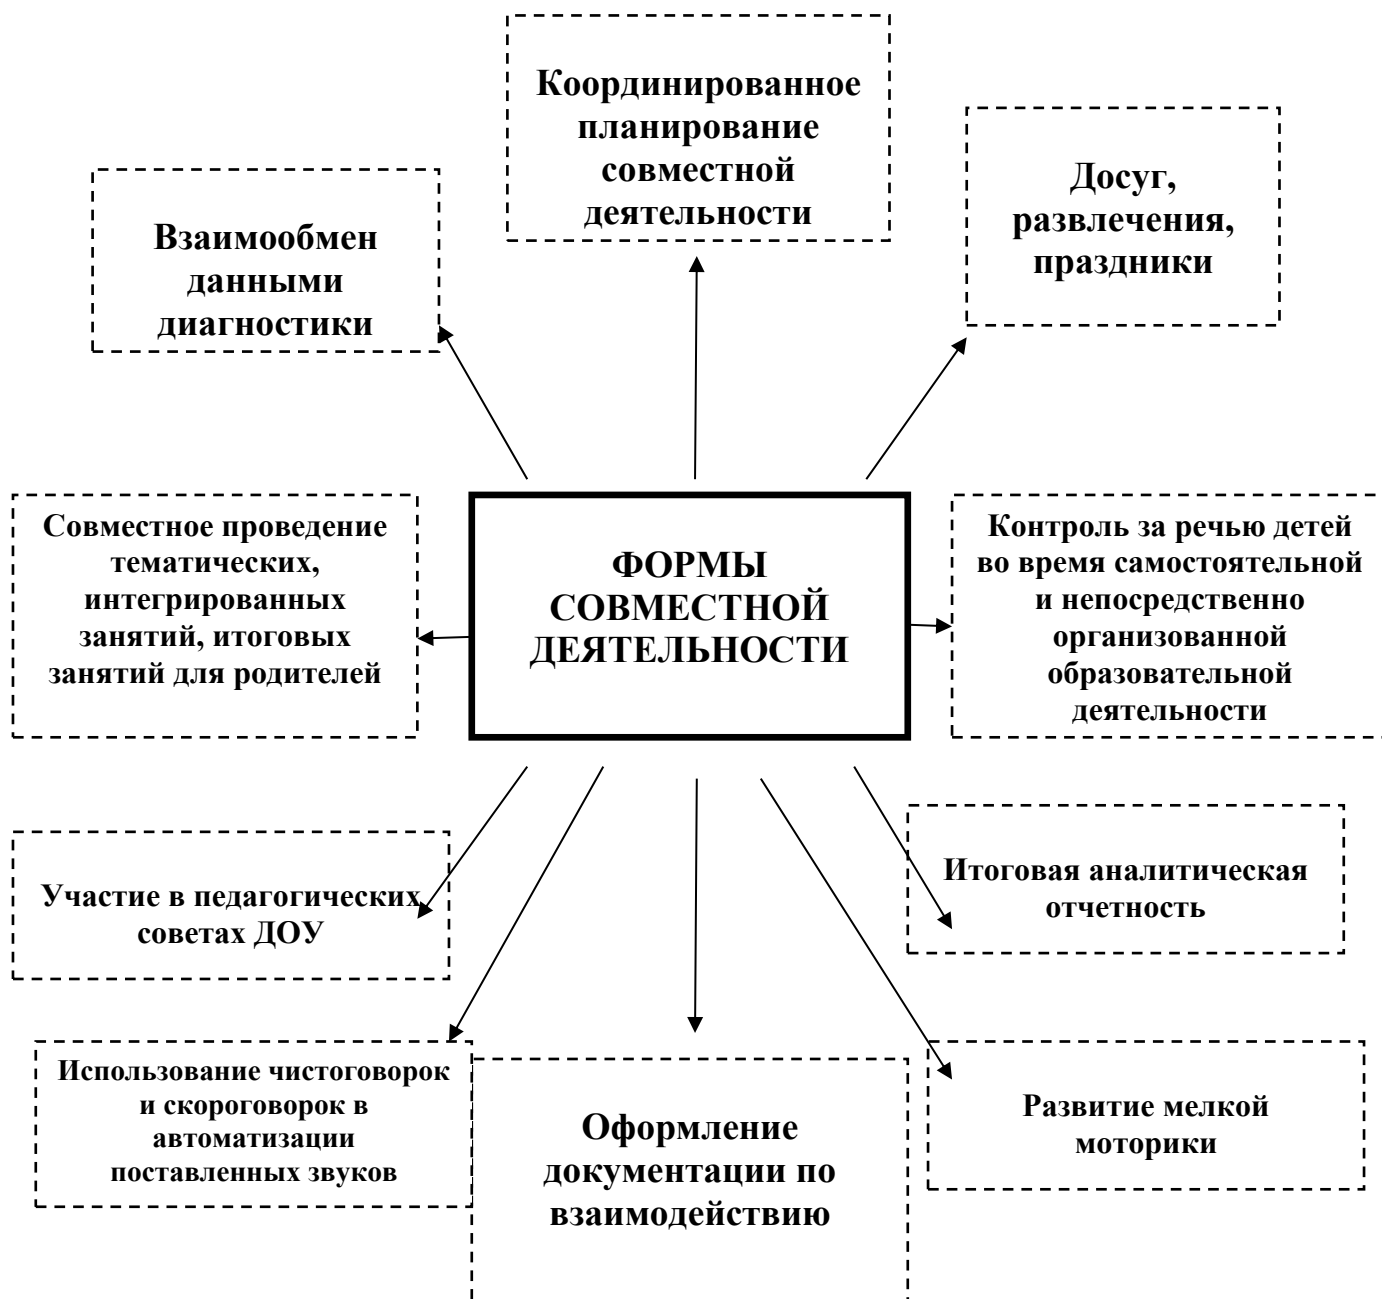 Координированное
планирование
совместной
деятельности
Досуг,
развлечения,
праздники
Взаимообмен
данными
диагностики
Совместное проведение
тематических,
интегрированных
занятий, итоговых
занятий для родителей
ФОРМЫ
СОВМЕСТНОЙ
ДЕЯТЕЛЬНОСТИ
Контроль за речью детей
во время самостоятельной
и непосредственно
организованной
образовательной
деятельности
Участие в педагогических
советах ДОУ
Итоговая аналитическая
отчетность
Использование чистоговорок
и скороговорок в
автоматизации
поставленных звуков
Оформление
документации по
взаимодействию
Развитие мелкой
моторики